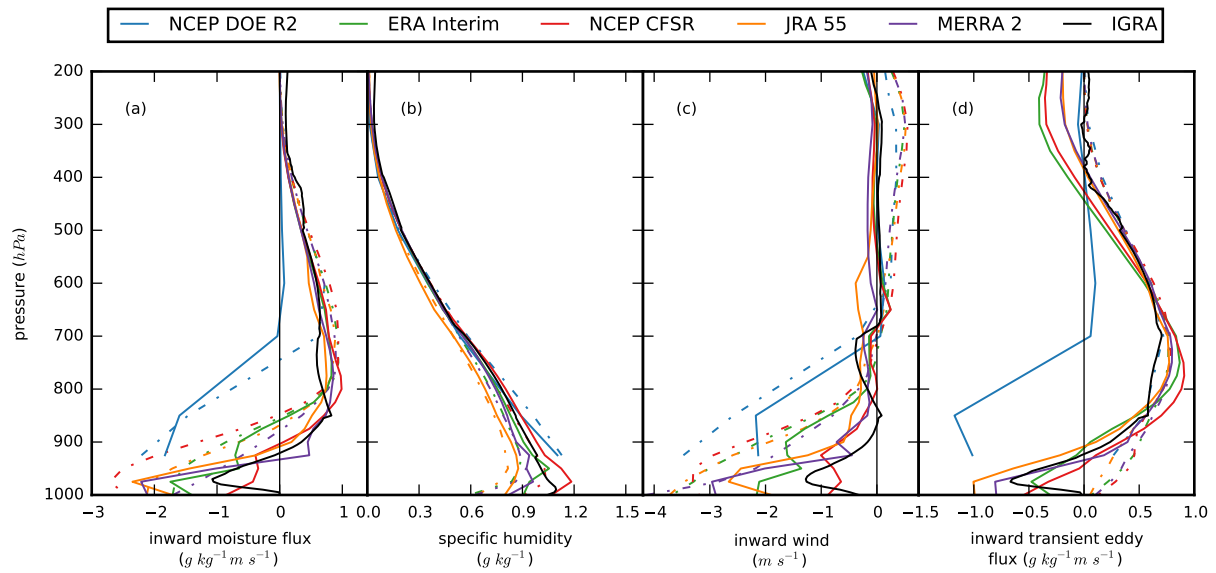 NCEP DOE R2 ERA Interim NCEP CFSR JRA 55 MERRA 2 IGRA
(a) (b) (c) (d)
pressure (hPa)
200
300
400
500
600
700
800
900
1000
−3 −2 −1 0 1 0.0 0.3 0.6 0.9 1.2 1.5 −4 −3 −2 −1 0 −1.5 −1.0 −0.5 0.0 0.5 1.0
inward moisture flux specific humidity inward wind inward transient eddy
(g kg⁻¹ m s⁻¹) (g kg⁻¹) (m s⁻¹) flux (g kg⁻¹ m s⁻¹)